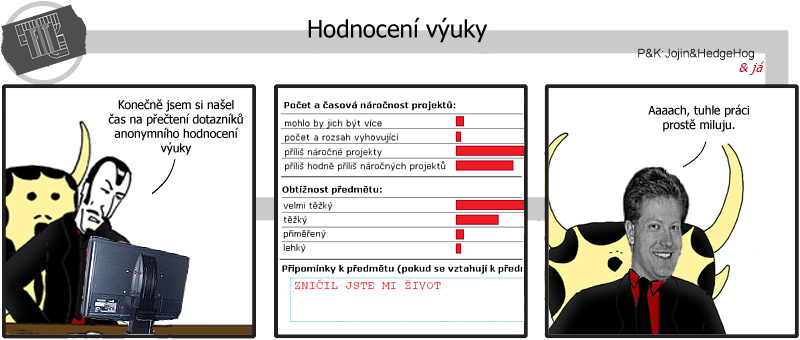 Hodnocení výuky
P&K:Jojin&HedgeHog
& já
Konečně jsem si našel
čas na přečtení dotazníků
anonymního hodnocení
výuky
Počet a časová náročnost projektů:
mohlo by jich být více
počet a rozsah vyhovující
příliš náročné projekty
příliš hodně příliš náročných projektů
Obtížnost předmětu:
velmi těžký
těžký
přiměřený
lehký
Připomínky k předmětu (pokud se vztahují k předm
ZNIČIL JSTE MI ŽIVOT
Aaaach, tuhle práci
prostě miluju.